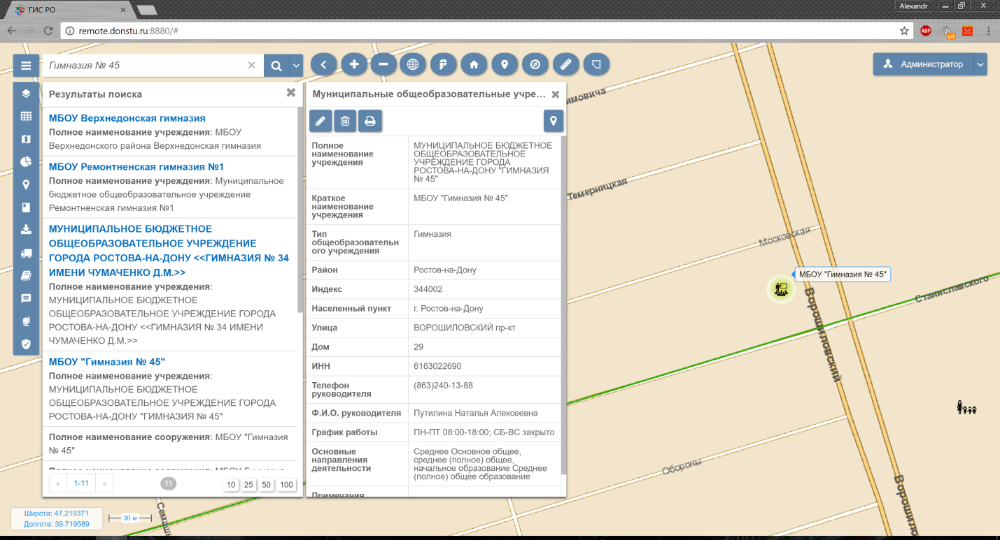 ГИС РО
Alexandr
remote.donstu.ru:8880/#
ABP
off
Гимназия № 45
Администратор
Результаты поиска
МБОУ Верхнедонская гимназия
Полное наименование учреждения: МБОУ
Верхнедонского района Верхнедонская гимназия
МБОУ Ремонтненская гимназия №1
Полное наименование учреждения: Муниципальное
бюджетное общеобразовательное учреждение
Ремонтненская гимназия №1
МУНИЦИПАЛЬНОЕ БЮДЖЕТНОЕ
ОБЩЕОБРАЗОВАТЕЛЬНОЕ УЧРЕЖДЕНИЕ
ГОРОДА РОСТОВА-НА-ДОНУ <<ГИМНАЗИЯ № 34
ИМЕНИ ЧУМАЧЕНКО Д.М.>>
Полное наименование учреждения:
МУНИЦИПАЛЬНОЕ БЮДЖЕТНОЕ
ОБЩЕОБРАЗОВАТЕЛЬНОЕ УЧРЕЖДЕНИЕ ГОРОДА
РОСТОВА-НА-ДОНУ <<ГИМНАЗИЯ № 34 ИМЕНИ
ЧУМАЧЕНКО Д.М.>>
МБОУ "Гимназия № 45"
Полное наименование учреждения:
МУНИЦИПАЛЬНОЕ БЮДЖЕТНОЕ
ОБЩЕОБРАЗОВАТЕЛЬНОЕ УЧРЕЖДЕНИЕ ГОРОДА
РОСТОВА-НА-ДОНУ "ГИМНАЗИЯ № 45"
Полное наименование сооружения: МБОУ "Гимназия
№ 45"
Полное наименование сооружения: МБОУ Гимназия
« 1-11 » 11 10 25 50 100
Муниципальные общеобразовательные учре...
Полное
наименование
учреждения
МУНИЦИПАЛЬНОЕ БЮДЖЕТНОЕ
ОБЩЕОБРАЗОВАТЕЛЬНОЕ
УЧРЕЖДЕНИЕ ГОРОДА
РОСТОВА-НА-ДОНУ "ГИМНАЗИЯ
№ 45"
Краткое
наименование
учреждения
МБОУ "Гимназия № 45"
Тип
общеобразовательн
ого учреждения
Гимназия
Район
Ростов-на-Дону
Индекс
344002
Населенный пункт
г. Ростов-на-Дону
Улица
ВОРОШИЛОВСКИЙ пр-кт
Дом
29
ИНН
6163022690
Телефон
руководителя
(863)240-13-88
Ф.И.О. руководителя
Путилина Наталья Алексеевна
График работы
ПН-ПТ 08:00-18:00; СБ-ВС закрыто
Основные
направления
деятельности
Среднее Основное общее,
среднее (полное) общее,
начальное образование Среднее
(полное) общее образование
Примечания
имовича
Темерницкая
Московская
МБОУ "Гимназия № 45"
Станиславского
Ворошиловский
Обороны
Ворошило
Семаш
Широта: 47.219371
Долгота: 39.719589
30 м